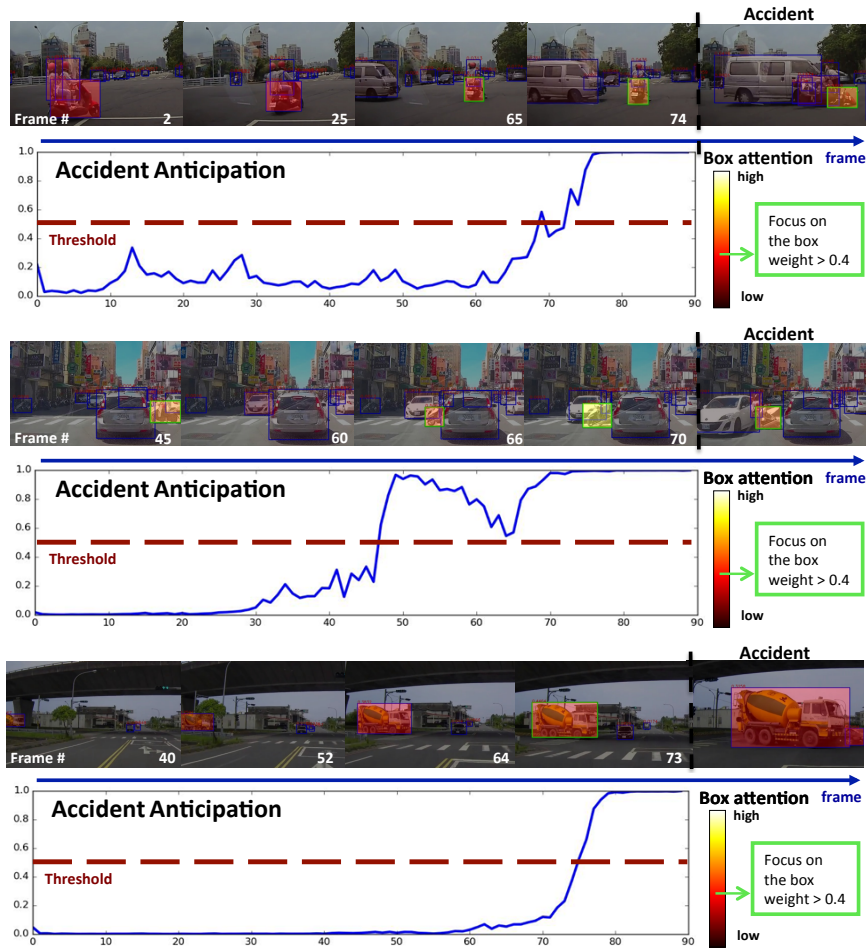 Accident
Frame # 2 25 65 74
Accident Anticipation
Threshold
1.0
0.8
0.6
0.4
0.2
0.0
0 10 20 30 40 50 60 70 80 90
Box attention frame
high
low
Focus on
the box
weight > 0.4
Accident
Frame # 45 60 66 70
Accident Anticipation
Threshold
1.0
0.8
0.6
0.4
0.2
0.0
0 10 20 30 40 50 60 70 80 90
Box attention frame
high
low
Focus on
the box
weight > 0.4
Accident
Frame # 40 52 64 73
Accident Anticipation
Threshold
1.0
0.8
0.6
0.4
0.2
0.0
0 10 20 30 40 50 60 70 80 90
Box attention frame
high
low
Focus on
the box
weight > 0.4